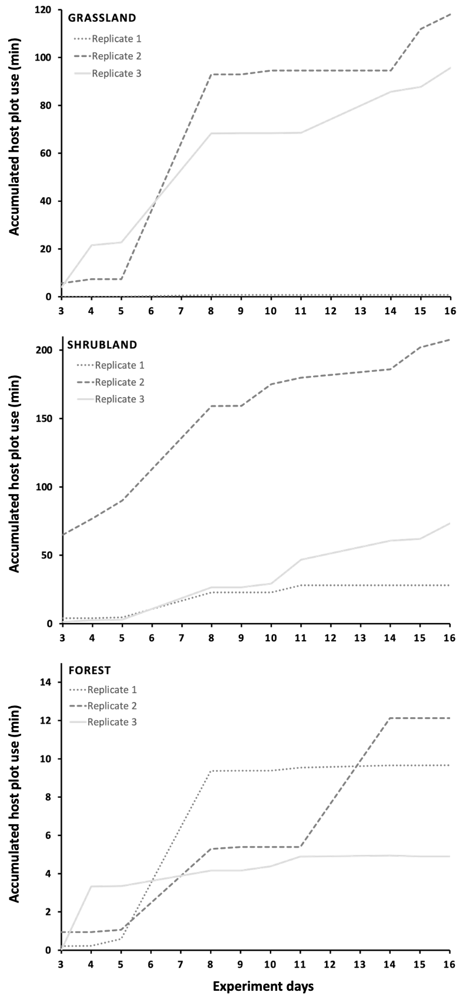 GRASSLAND
Replicate 1
Replicate 2
Replicate 3
Accumulated host plot use (min)
120
100
80
60
40
20
0
3 4 5 6 7 8 9 10 11 12 13 14 15 16
SHRUBLAND
Replicate 1
Replicate 2
Replicate 3
Accumulated host plot use (min)
200
150
100
50
0
3 4 5 6 7 8 9 10 11 12 13 14 15 16
FOREST
Replicate 1
Replicate 2
Replicate 3
Accumulated host plot use (min)
14
12
10
8
6
4
2
0
3 4 5 6 7 8 9 10 11 12 13 14 15 16
Experiment days